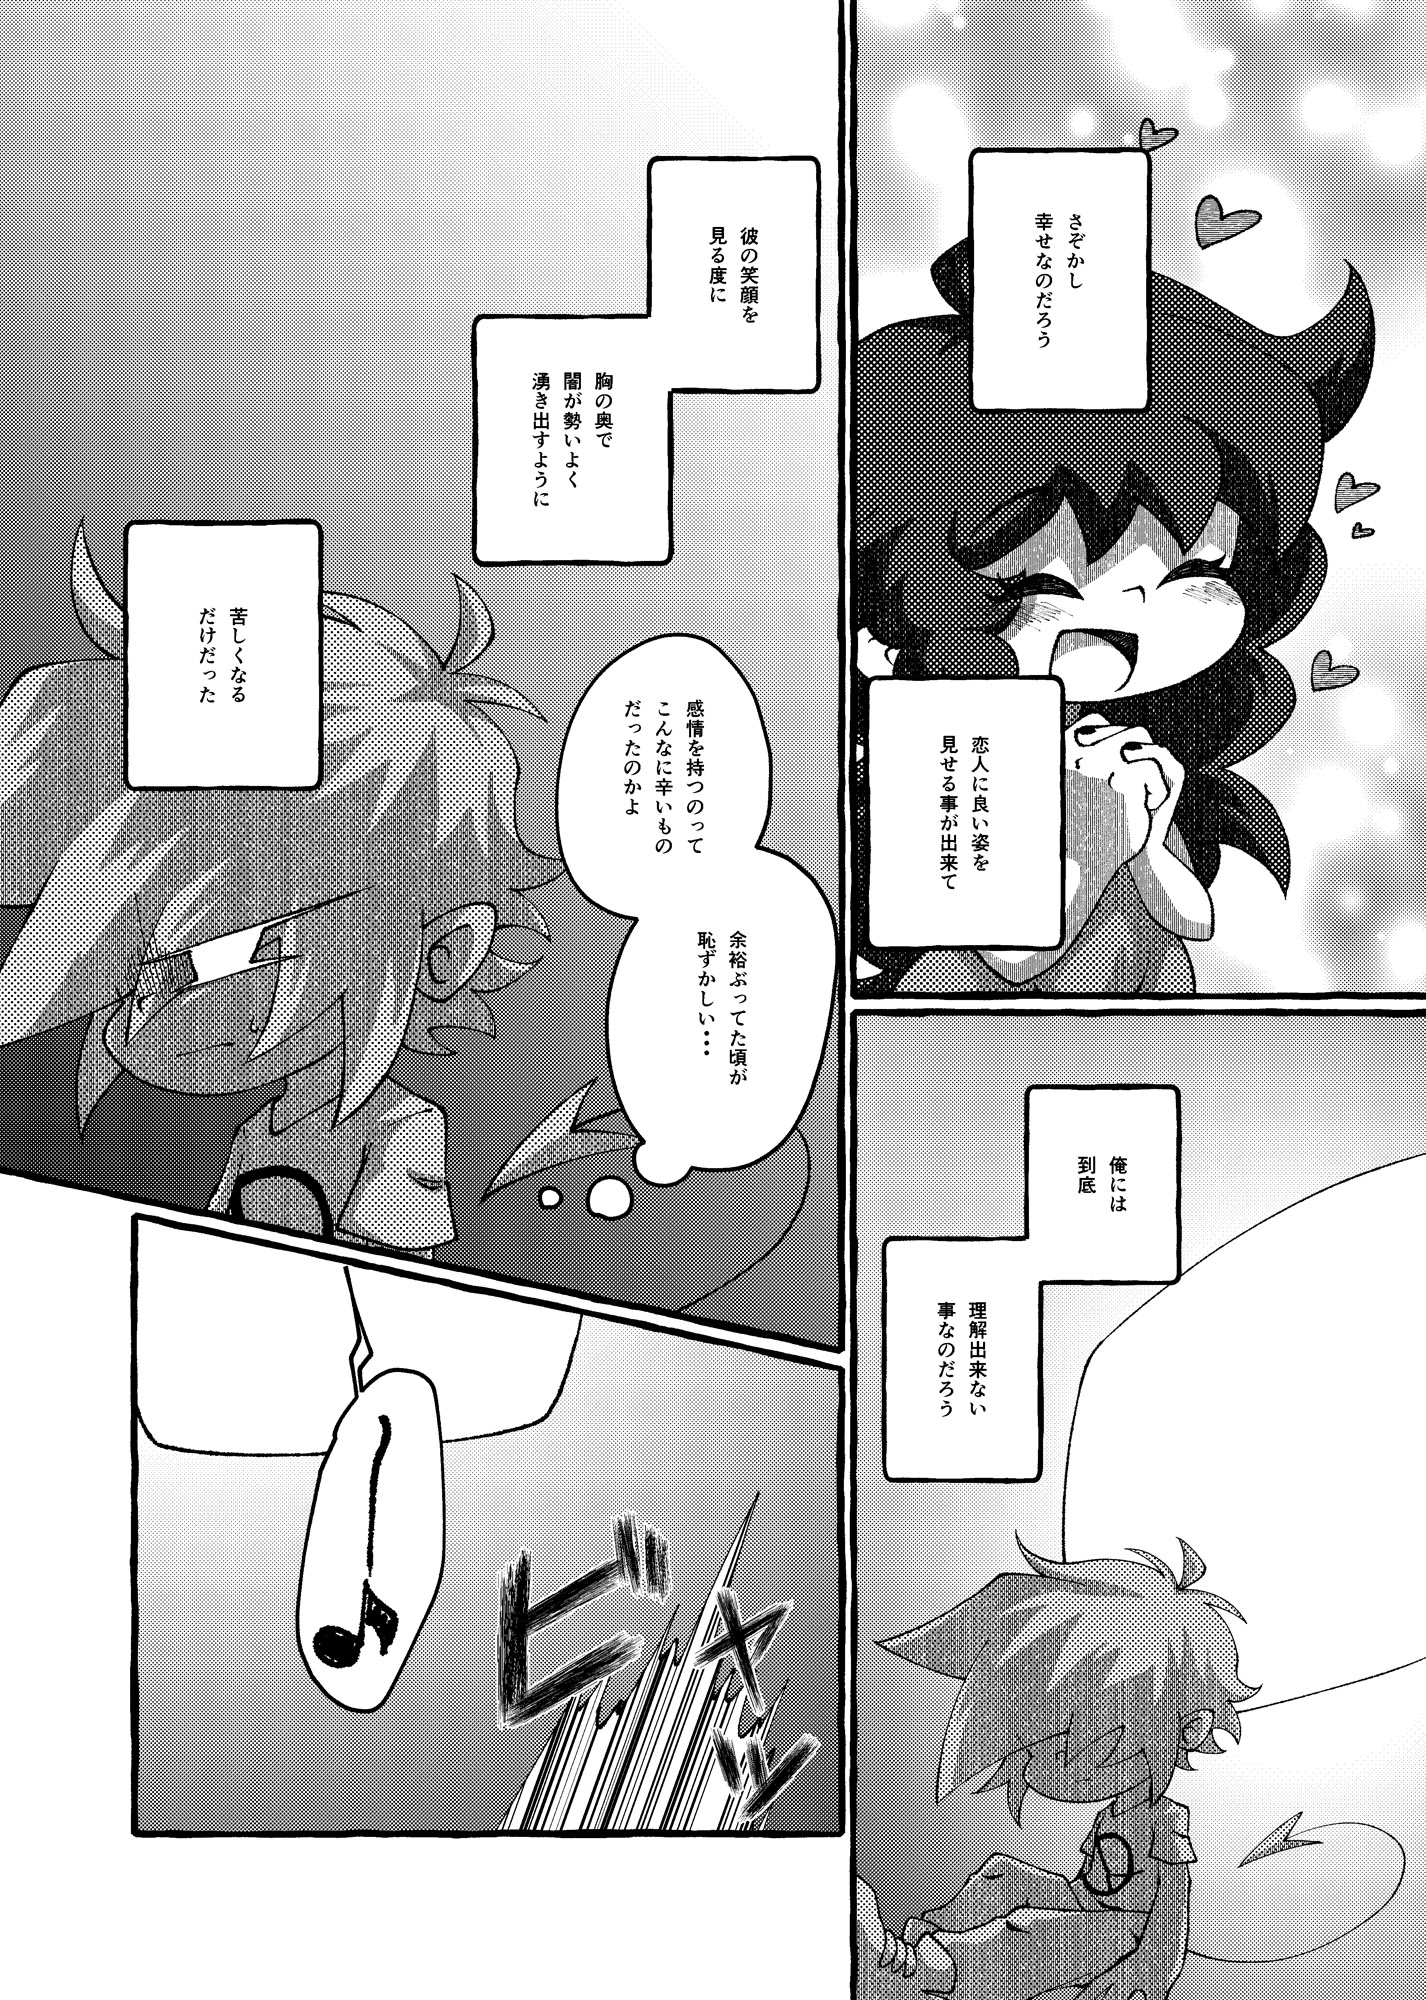 さぞかし
幸せなのだろう
恋人に良い姿を
見せる事が出来て
俺には
到底
理解出来ない
事なのだろう
彼の笑顔を
見る度に
胸の奥で
闇が勢いよく
湧き出すように
苦しくなる
だけだった
感情を持つのって
こんなに辛いもの
だったのかよ
余裕ぶってた頃が
恥ずかしい・・・
ビメッ
♪